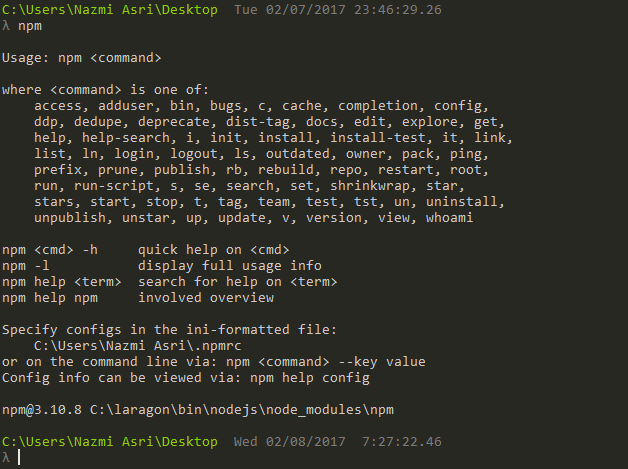 C:\Users\Nazmi Asri\Desktop  Tue 02/07/2017 23:46:29.26
λ npm

Usage: npm <command>

where <command> is one of:
    access, adduser, bin, bugs, c, cache, completion, config,
    ddp, dedupe, deprecate, dist-tag, docs, edit, explore, get,
    help, help-search, i, init, install, install-test, it, link,
    list, ln, login, logout, ls, outdated, owner, pack, ping,
    prefix, prune, publish, rb, rebuild, repo, restart, root,
    run, run-script, s, se, search, set, shrinkwrap, star,
    stars, start, stop, t, tag, team, test, tst, un, uninstall,
    unpublish, unstar, up, update, v, version, view, whoami

npm <cmd> -h     quick help on <cmd>
npm -l           display full usage info
npm help <term>  search for help on <term>
npm help npm     involved overview

Specify configs in the ini-formatted file:
    C:\Users\Nazmi Asri\.npmrc
or on the command line via: npm <command> --key value
Config info can be viewed via: npm help config

npm@3.10.8 C:\laragon\bin\nodejs\node_modules\npm

C:\Users\Nazmi Asri\Desktop  Wed 02/08/2017  7:27:22.46
λ